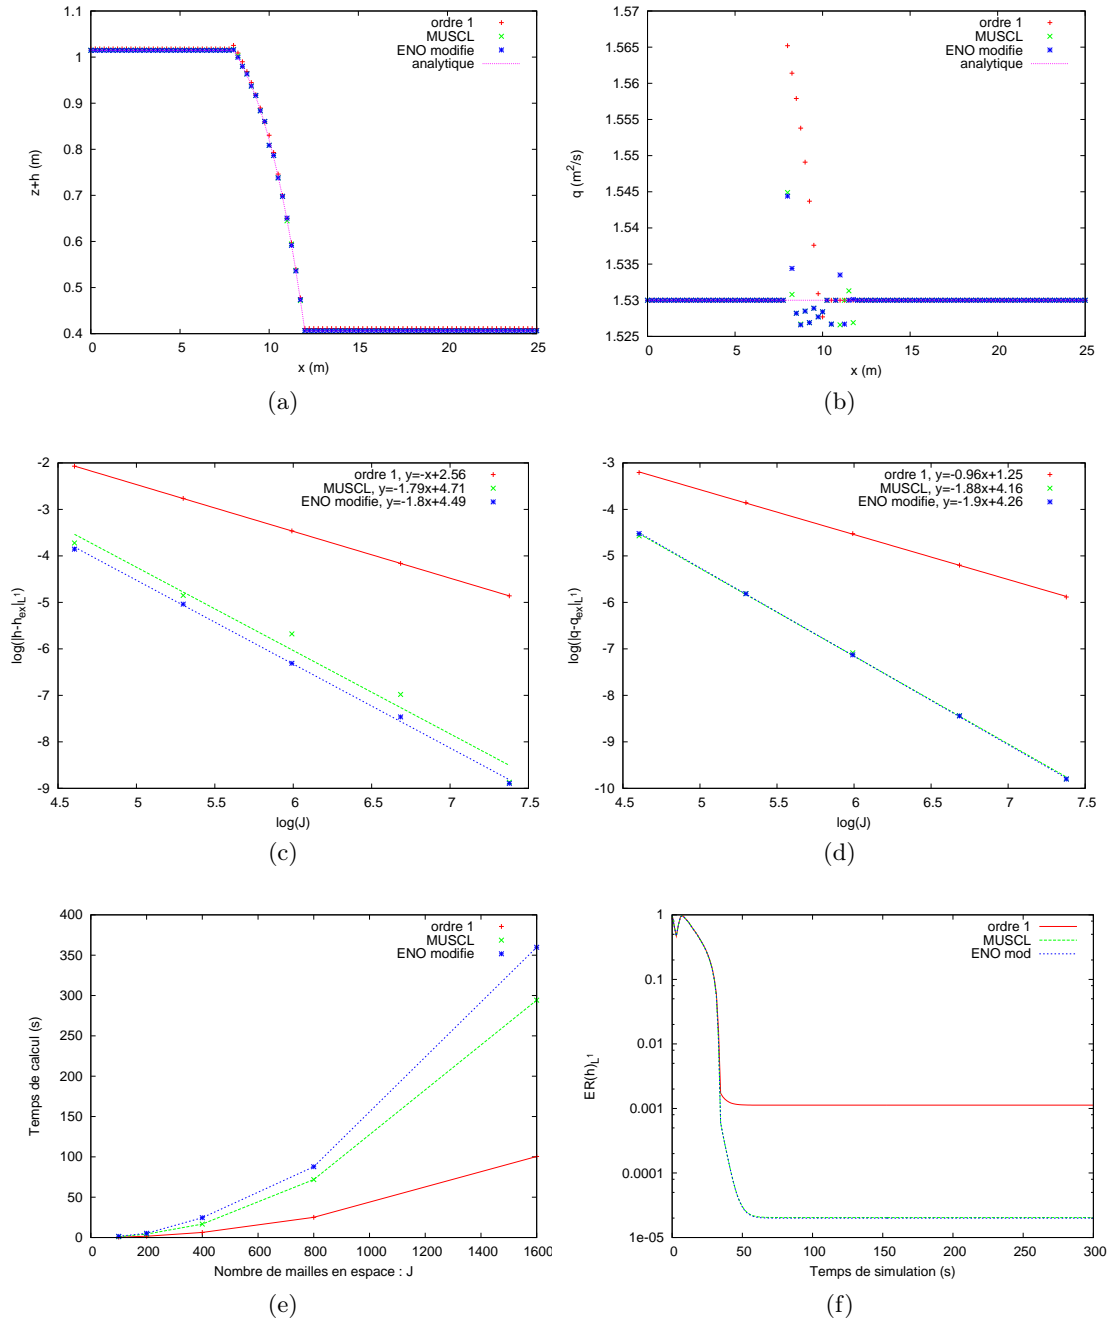 1.1
1
0.9
0.8
0.7
0.6
0.5
0.4
0 5 10 15 20 25
z+h (m)
x (m)
ordre 1
MUSCL
ENO modifie
analytique
(a)
1.57
1.565
1.56
1.555
1.55
1.545
1.54
1.535
1.53
1.525
0 5 10 15 20 25
q (m²/s)
x (m)
ordre 1
MUSCL
ENO modifie
analytique
(b)
-2
-3
-4
-5
-6
-7
-8
-9
4.5 5 5.5 6 6.5 7 7.5
log(|h-h_ex|_L¹)
log(J)
ordre 1, y=-x+2.56
MUSCL, y=-1.79x+4.71
ENO modifie, y=-1.8x+4.49
(c)
-3
-4
-5
-6
-7
-8
-9
-10
4.5 5 5.5 6 6.5 7 7.5
log(|q-q_ex|_L¹)
log(J)
ordre 1, y=-0.96x+1.25
MUSCL, y=-1.88x+4.16
ENO modifie, y=-1.9x+4.26
(d)
400
350
300
250
200
150
100
50
0
0 200 400 600 800 1000 1200 1400 1600
Temps de calcul (s)
Nombre de mailles en espace : J
ordre 1
MUSCL
ENO modifie
(e)
1
0.1
0.01
0.001
0.0001
1e-05
0 50 100 150 200 250 300
ER(h)_L¹
Temps de simulation (s)
ordre 1
MUSCL
ENO mod
(f)